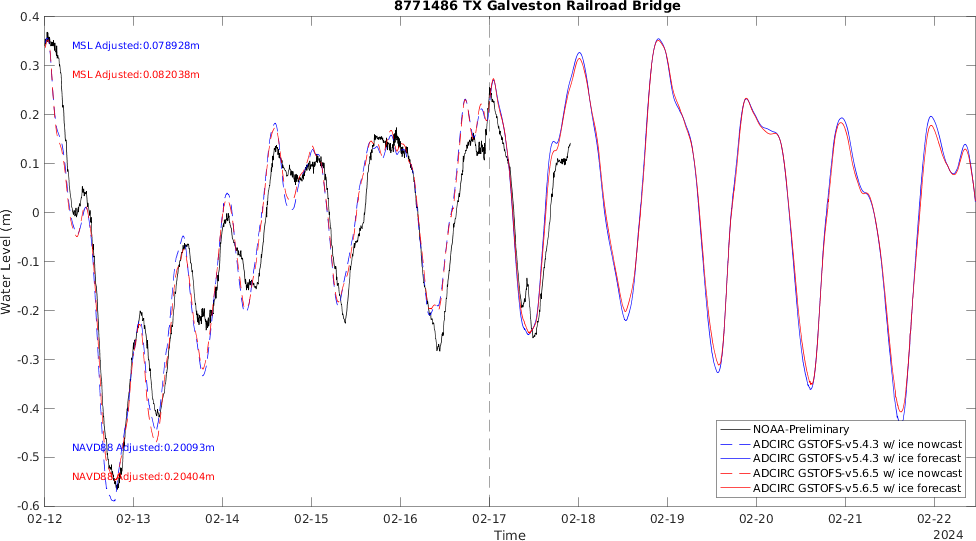 8771486 TX Galveston Railroad Bridge
0.4
0.3
0.2
0.1
0
-0.1
-0.2
-0.3
-0.4
-0.5
-0.6
Water Level (m)
MSL Adjusted:0.078928m
MSL Adjusted:0.082038m
NAVD88 Adjusted:0.20093m
NAVD88 Adjusted:0.20404m
NOAA-Preliminary
ADCIRC GSTOFS-v5.4.3 w/ ice nowcast
ADCIRC GSTOFS-v5.4.3 w/ ice forecast
ADCIRC GSTOFS-v5.6.5 w/ ice nowcast
ADCIRC GSTOFS-v5.6.5 w/ ice forecast
02-12 02-13 02-14 02-15 02-16 02-17 02-18 02-19 02-20 02-21 02-22
Time
2024